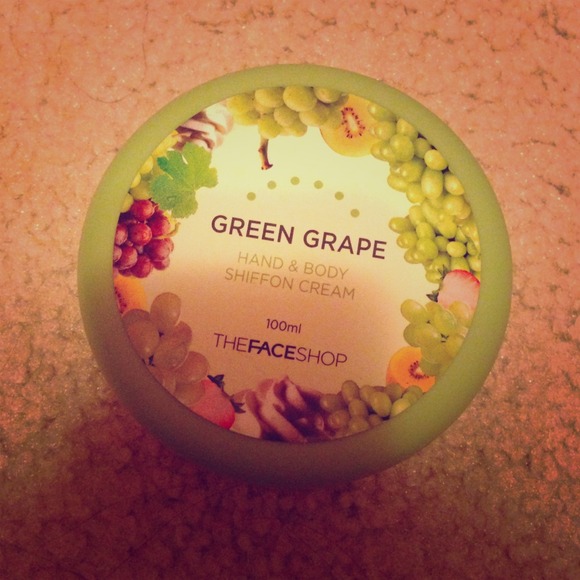 GREEN GRAPE
HAND & BODY
SHIFFON CREAM
100ml
THEFACESHOP